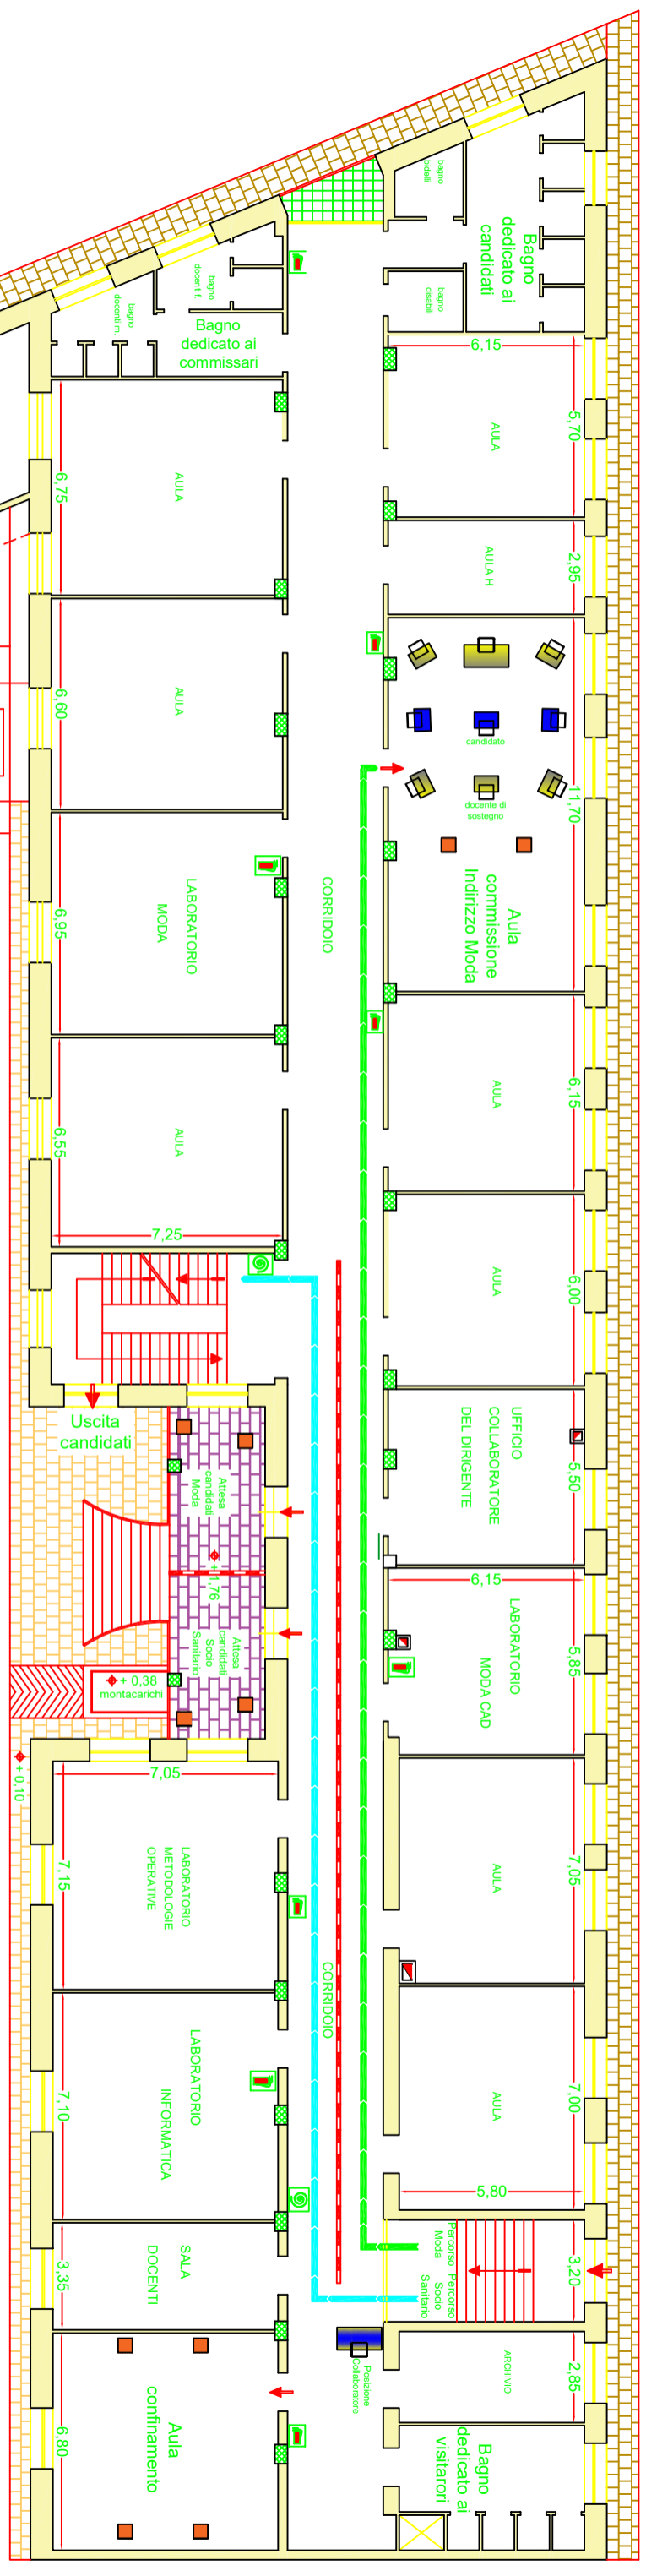 bagno
bidelli
Bagno
dedicato ai
candidati
bagno
disabili
bagno
docenti f.
bagno
docenti m.
Bagno
dedicato ai
commissari
6,15
5,70
AULA
AULA
6,75
AULA H
2,95
AULA
6,60
candidato
docente di
sostegno
11,70
Aula
commissione
Indirizzo Moda
LABORATORIO
MODA
6,95
CORRIDOIO
AULA
6,15
AULA
6,55
7,25
AULA
6,00
Uscita
candidati
UFFICIO
COLLABORATORE
DEL DIRIGENTE
5,50
Attesa
candidati
Moda
+ 1,76
Attesa
candidati
Socio
Sanitario
6,15
LABORATORIO
MODA CAD
5,85
+ 0,38
montacarichi
+ 0,10
7,05
LABORATORIO
METODOLOGIE
OPERATIVE
7,15
AULA
7,05
CORRIDOIO
LABORATORIO
INFORMATICA
7,10
AULA
7,00
5,80
SALA
DOCENTI
3,35
Percorso
Moda
Percorso
Socio
Sanitario
3,20
Posizione
Collaboratore
ARCHIVIO
2,85
Aula
confinamento
6,80
Bagno
dedicato ai
visitarori